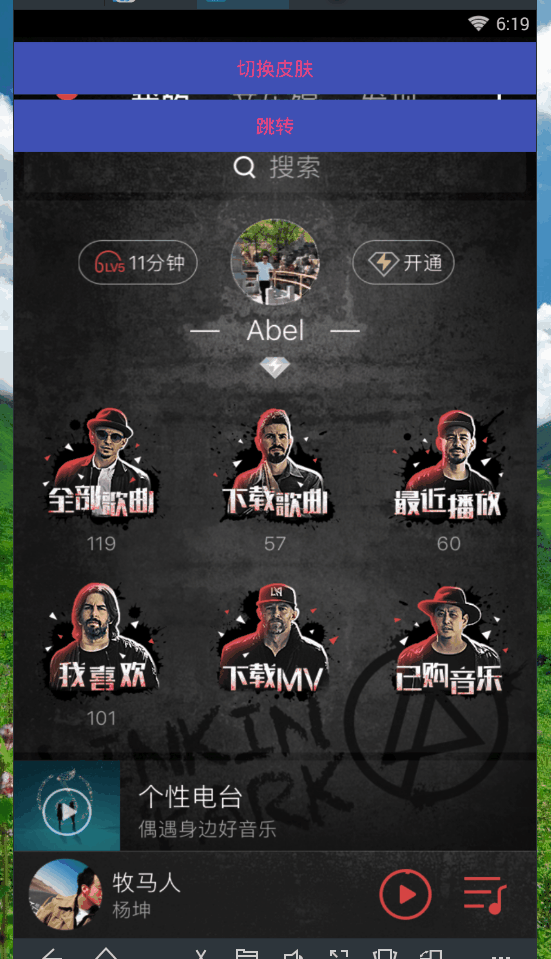 6:19
切换皮肤
跳转
搜索
LV5 11分钟
开通
Abel
全部歌曲
下载歌曲
最近播放
119
57
60
我喜欢
下载MV
已购音乐
101
LINKIN
PARK
个性电台
偶遇身边好音乐
牧马人
杨坤